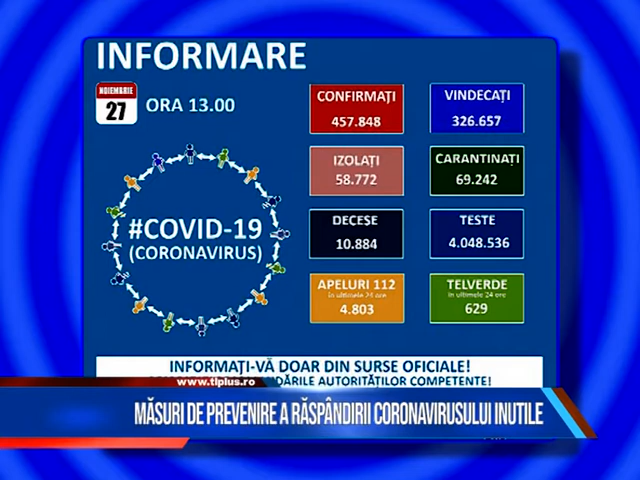 INFORMARE
NOIEMBRIE
27
ORA 13.00
#COVID-19
(CORONAVIRUS)
CONFIRMAȚI
457.848
VINDECAȚI
326.657
IZOLAȚI
58.772
CARANTINAȚI
69.242
DECESE
10.884
TESTE
4.048.536
APELURI 112
în ultimele 24 ore
4.803
TELVERDE
în ultimele 24 ore
629
INFORMAȚI-VĂ DOAR DIN SURSE OFICIALE!
AUTORITĂȚILOR COMPETENTE!
www.tlplus.ro
MĂSURI DE PREVENIRE A RĂSPÂNDIRII CORONAVIRUSULUI INUTILE